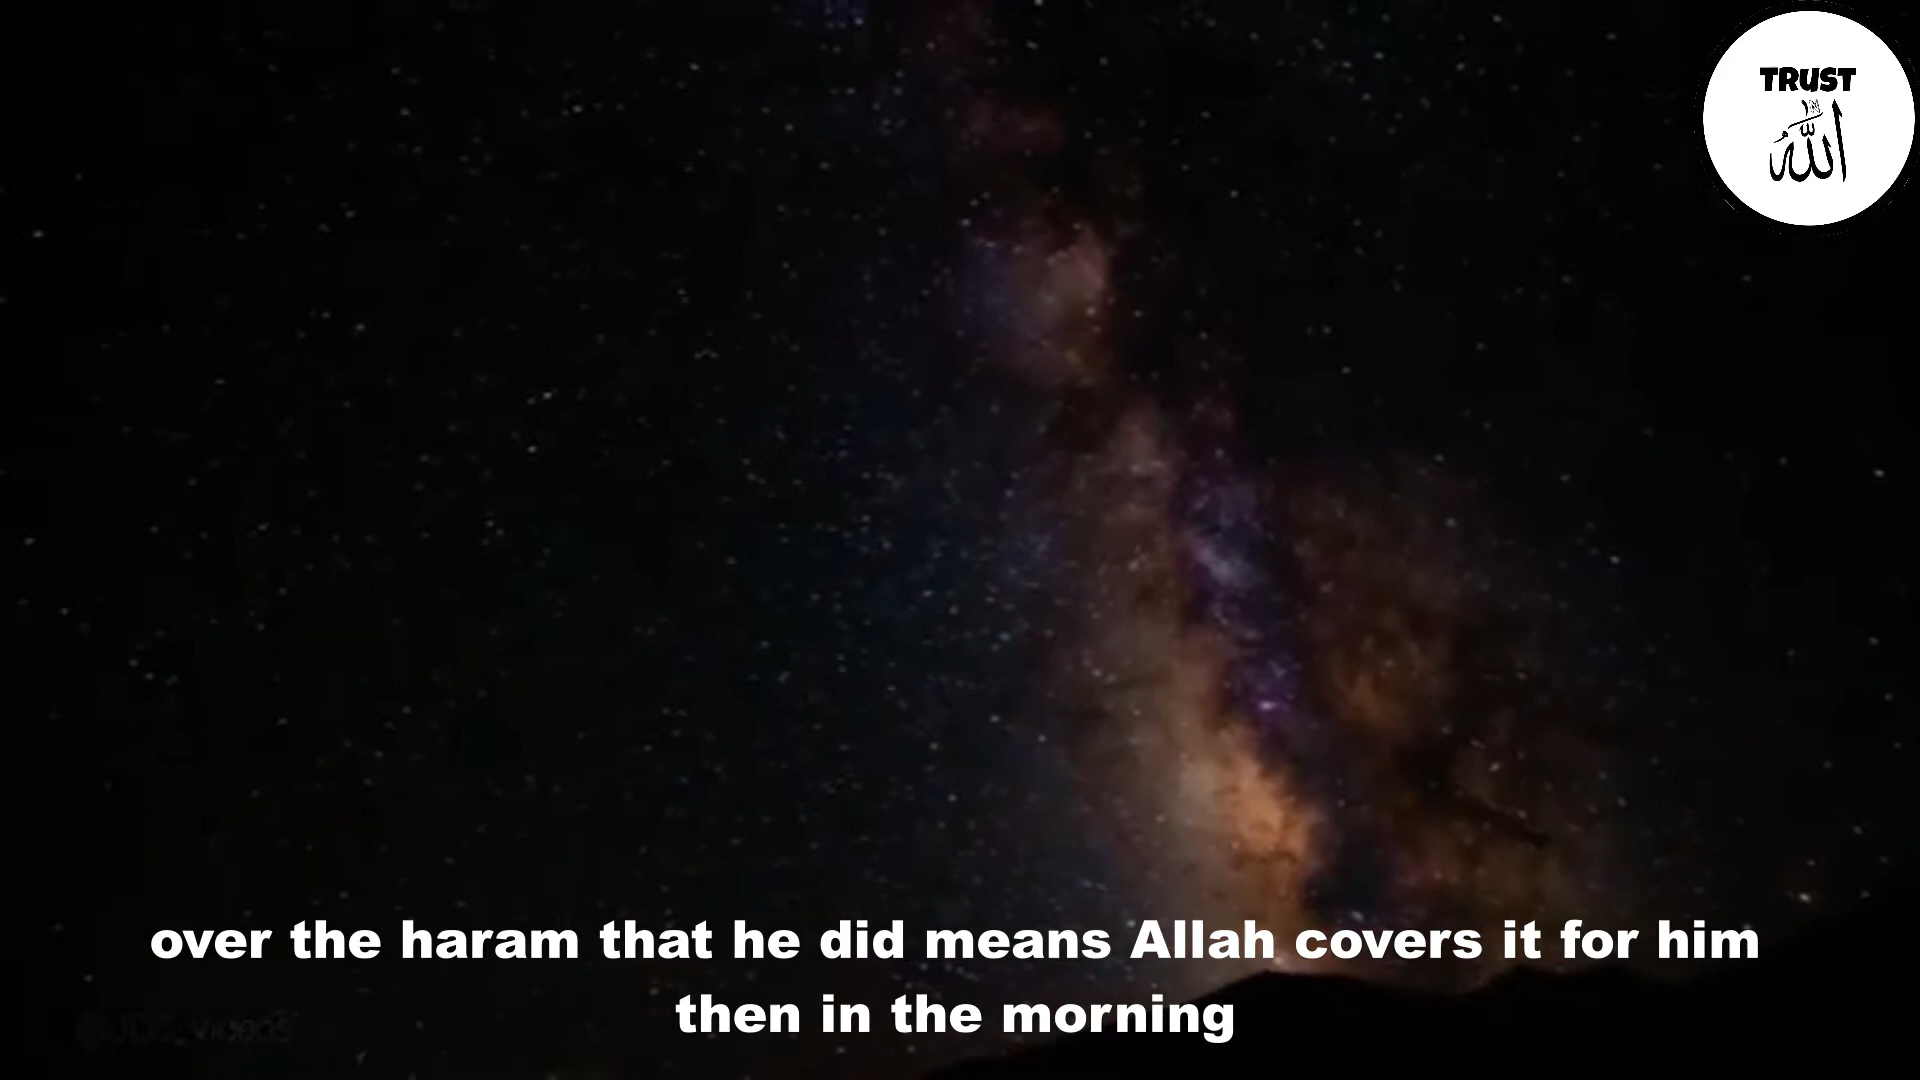 TRUST
الله
over the haram that he did means Allah covers it for him
then in the morning